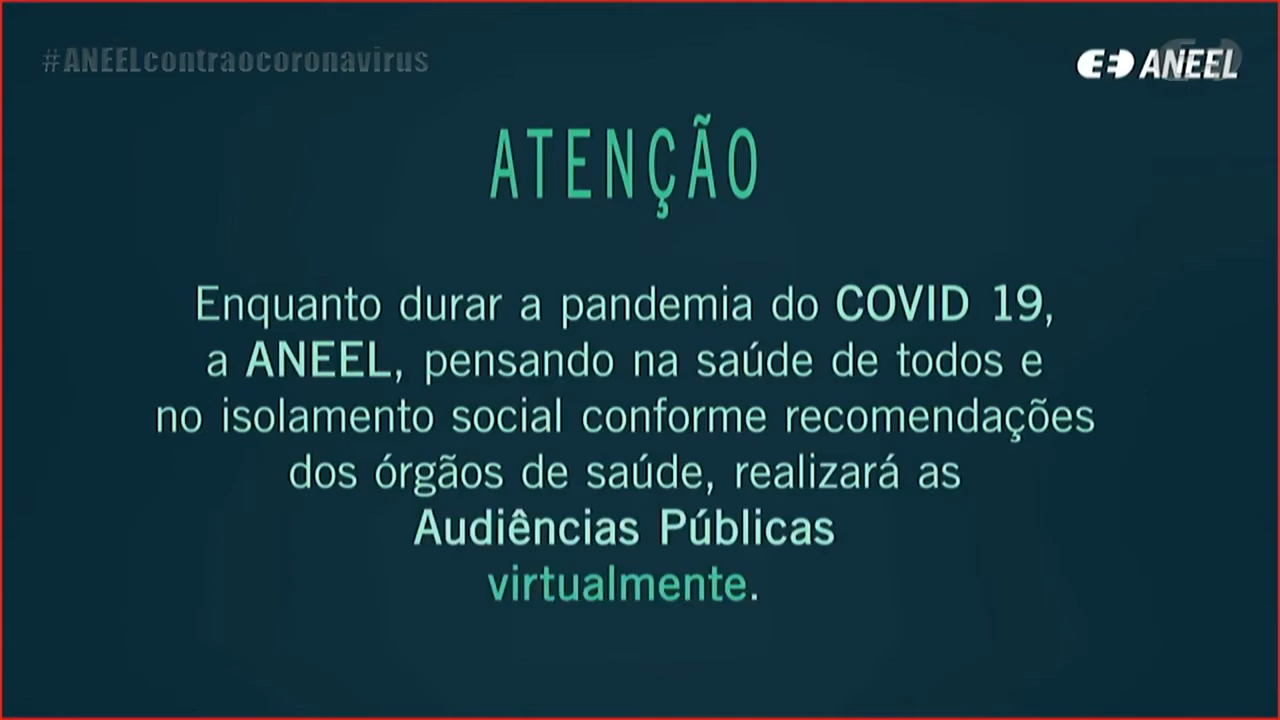 #ANEELcontraocoronavirus
ANEEL
ATENÇÃO
Enquanto durar a pandemia do COVID 19,
a ANEEL, pensando na saúde de todos e
no isolamento social conforme recomendações
dos órgãos de saúde, realizará as
Audiências Públicas
virtualmente.